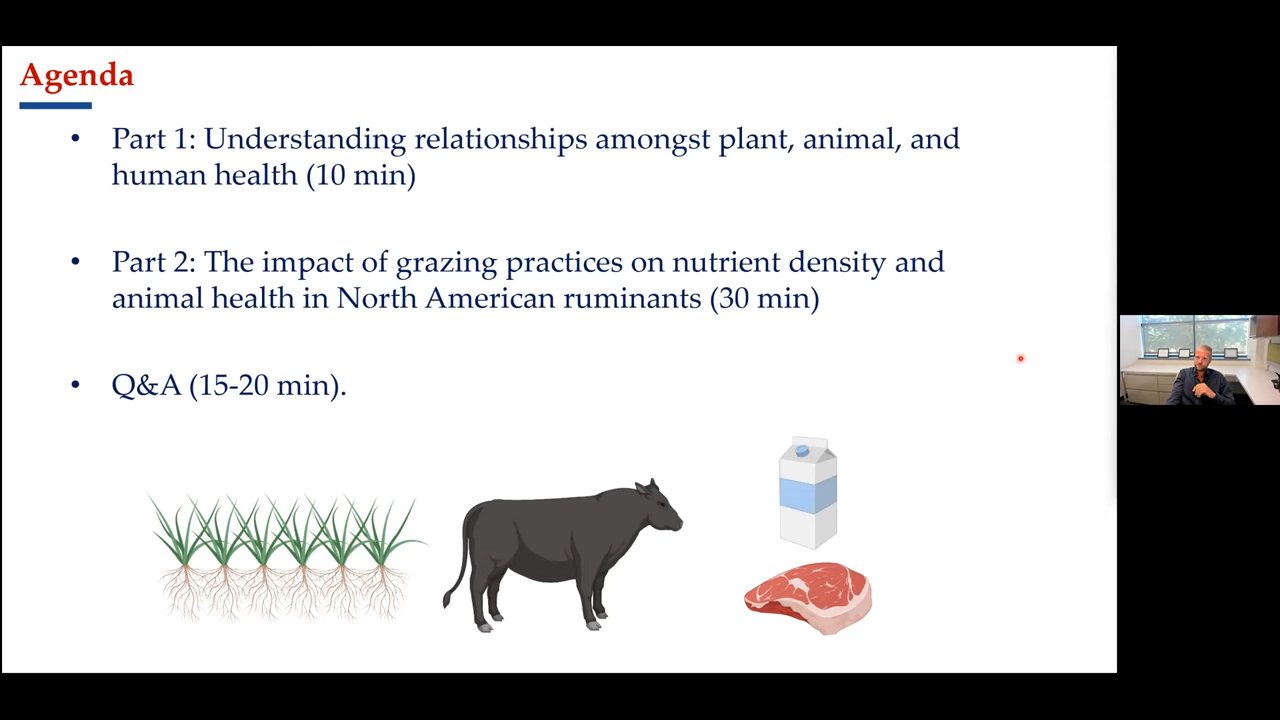 Agenda
• Part 1: Understanding relationships amongst plant, animal, and
human health (10 min)
• Part 2: The impact of grazing practices on nutrient density and
animal health in North American ruminants (30 min)
• Q&A (15-20 min).